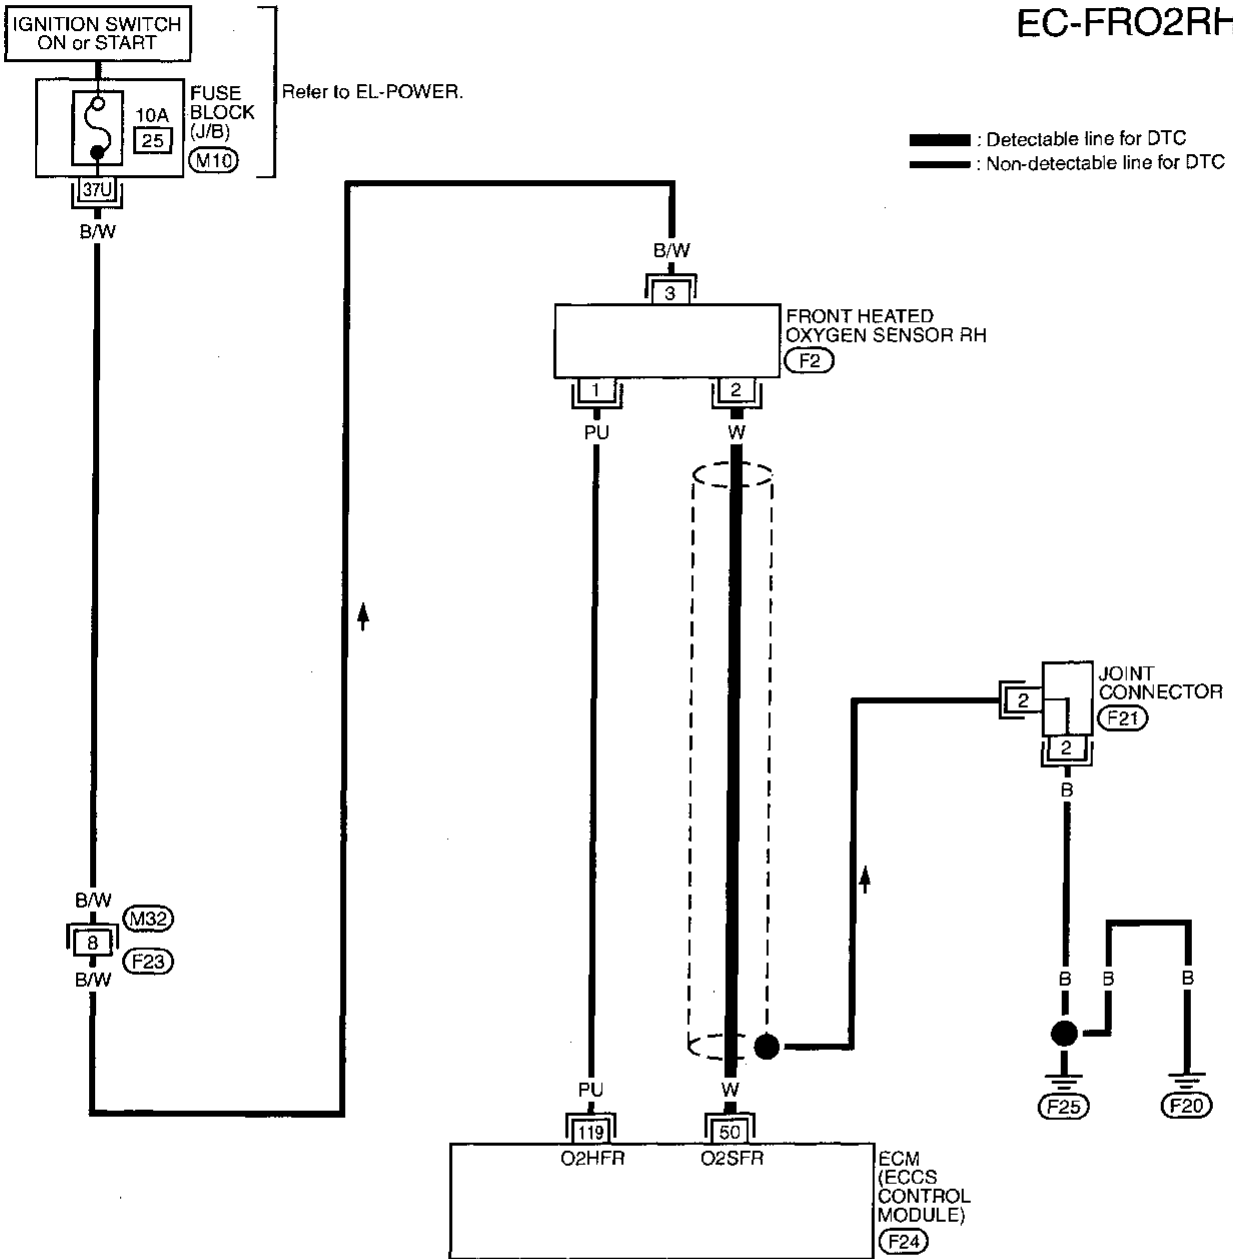 EC-FRO2RH
IGNITION SWITCH
ON or START
FUSE
BLOCK
(J/B)
M10
10A
25
37U
Refer to EL-POWER.
: Detectable line for DTC
: Non-detectable line for DTC
B/W
B/W
3
FRONT HEATED
OXYGEN SENSOR RH
F2
1
2
PU
W
JOINT
CONNECTOR
F21
2
2
B
B/W
M32
8
F23
B/W
B
B
B
F25
F20
PU
W
119
50
O2HFR
O2SFR
ECM
(ECCS
CONTROL
MODULE)
F24